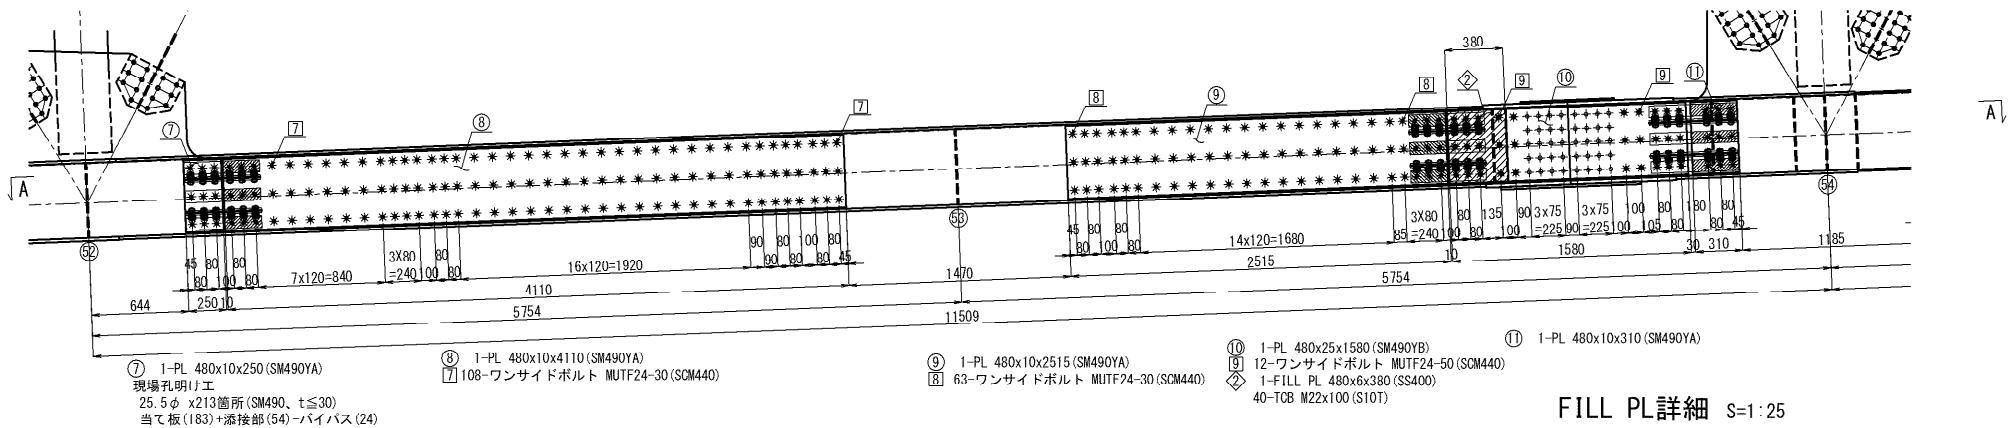 380
2
9
10
9
11
8
8
9
7
8
7
7
A
A
52
53
54
45 80 80
80 100 80
7x120=840
3X80
=240
100
80
80
16x120=1920
90 80 100 80
90 80 80 45
45 80 80
80 100 80
14x120=1680
85
3X80
=240
80
100
135
80
100
90
3x75
=225
90
3x75
=225
100
100
105
80
80
180
80
80
45
644
250
10
4110
1470
2515
10
1580
30
310
1185
5754
5754
11509
7 1-PL 480x10x250(SM490YA)
現場孔明け工
25.5φ x213箇所(SM490、t≦30)
当て板(183)+添接部(54)-バイパス(24)
8 1-PL 480x10x4110(SM490YA)
7 108-ワンサイドボルト MUTF24-30(SCM440)
9 1-PL 480x10x2515(SM490YA)
8 63-ワンサイドボルト MUTF24-30(SCM440)
10 1-PL 480x25x1580(SM490YB)
9 12-ワンサイドボルト MUTF24-50(SCM440)
2 1-FILL PL 480x6x380(SS400)
40-TCB M22x100(S10T)
11 1-PL 480x10x310(SM490YA)
FILL PL詳細 S=1:25